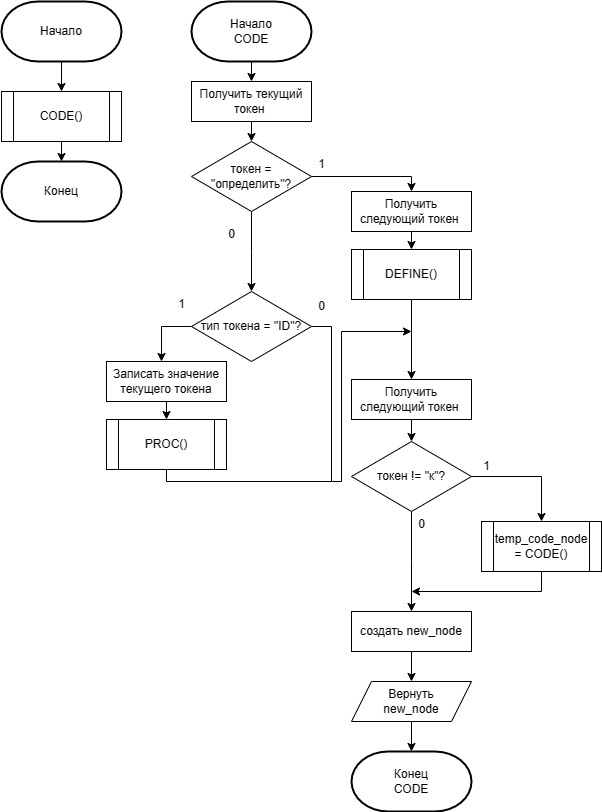 Начало
CODE()
Конец
Начало
CODE
Получить текущий
токен
токен =
"определить"?
1
0
Получить
следующий токен
DEFINE()
тип токена = "ID"?
1
0
Записать значение
текущего токена
PROC()
Получить
следующий токен
токен != "к"?
1
0
temp_code_node
= CODE()
создать new_node
Вернуть
new_node
Конец
CODE